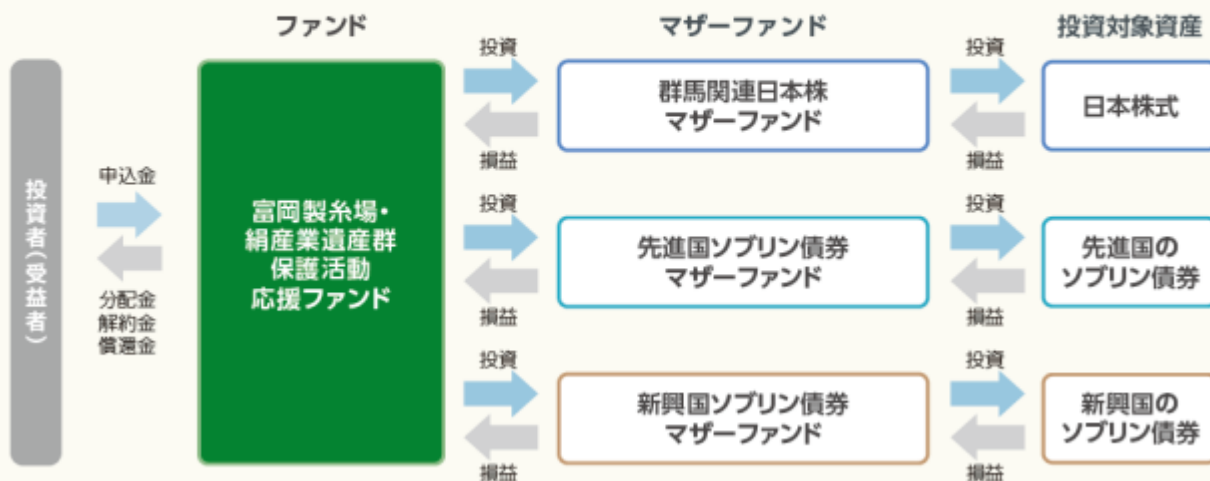 ファンド
マザーファンド
投資対象資産
投資者(受益者)
申込金
分配金
解約金
償還金
富岡製糸場・
絹産業遺産群
保護活動
応援ファンド
投資
損益
群馬関連日本株
マザーファンド
投資
損益
日本株式
投資
損益
先進国ソブリン債券
マザーファンド
投資
損益
先進国の
ソブリン債券
投資
損益
新興国ソブリン債券
マザーファンド
投資
損益
新興国の
ソブリン債券